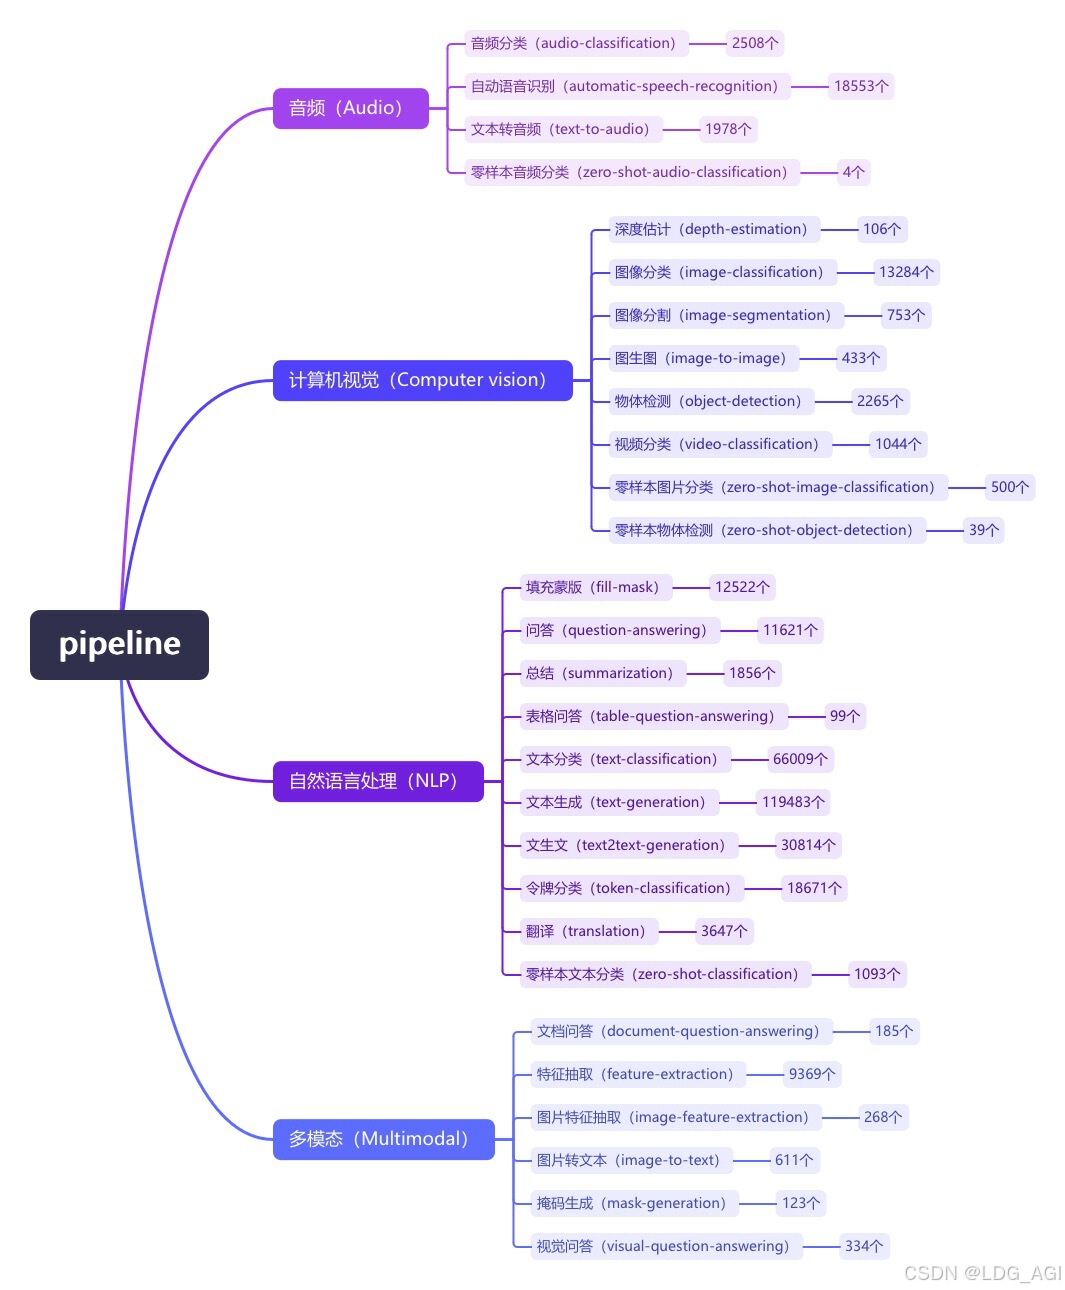 pipeline
音频（Audio）
音频分类（audio-classification）
2508个
自动语音识别（automatic-speech-recognition）
18553个
文本转音频（text-to-audio）
1978个
零样本音频分类（zero-shot-audio-classification）
4个
计算机视觉（Computer vision）
深度估计（depth-estimation）
106个
图像分类（image-classification）
13284个
图像分割（image-segmentation）
753个
图生图（image-to-image）
433个
物体检测（object-detection）
2265个
视频分类（video-classification）
1044个
零样本图片分类（zero-shot-image-classification）
500个
零样本物体检测（zero-shot-object-detection）
39个
自然语言处理（NLP）
填充蒙版（fill-mask）
12522个
问答（question-answering）
11621个
总结（summarization）
1856个
表格问答（table-question-answering）
99个
文本分类（text-classification）
66009个
文本生成（text-generation）
119483个
文生文（text2text-generation）
30814个
令牌分类（token-classification）
18671个
翻译（translation）
3647个
零样本文本分类（zero-shot-classification）
1093个
多模态（Multimodal）
文档问答（document-question-answering）
185个
特征抽取（feature-extraction）
9369个
图片特征抽取（image-feature-extraction）
268个
图片转文本（image-to-text）
611个
掩码生成（mask-generation）
123个
视觉问答（visual-question-answering）
334个
CSDN @LDG_AGI